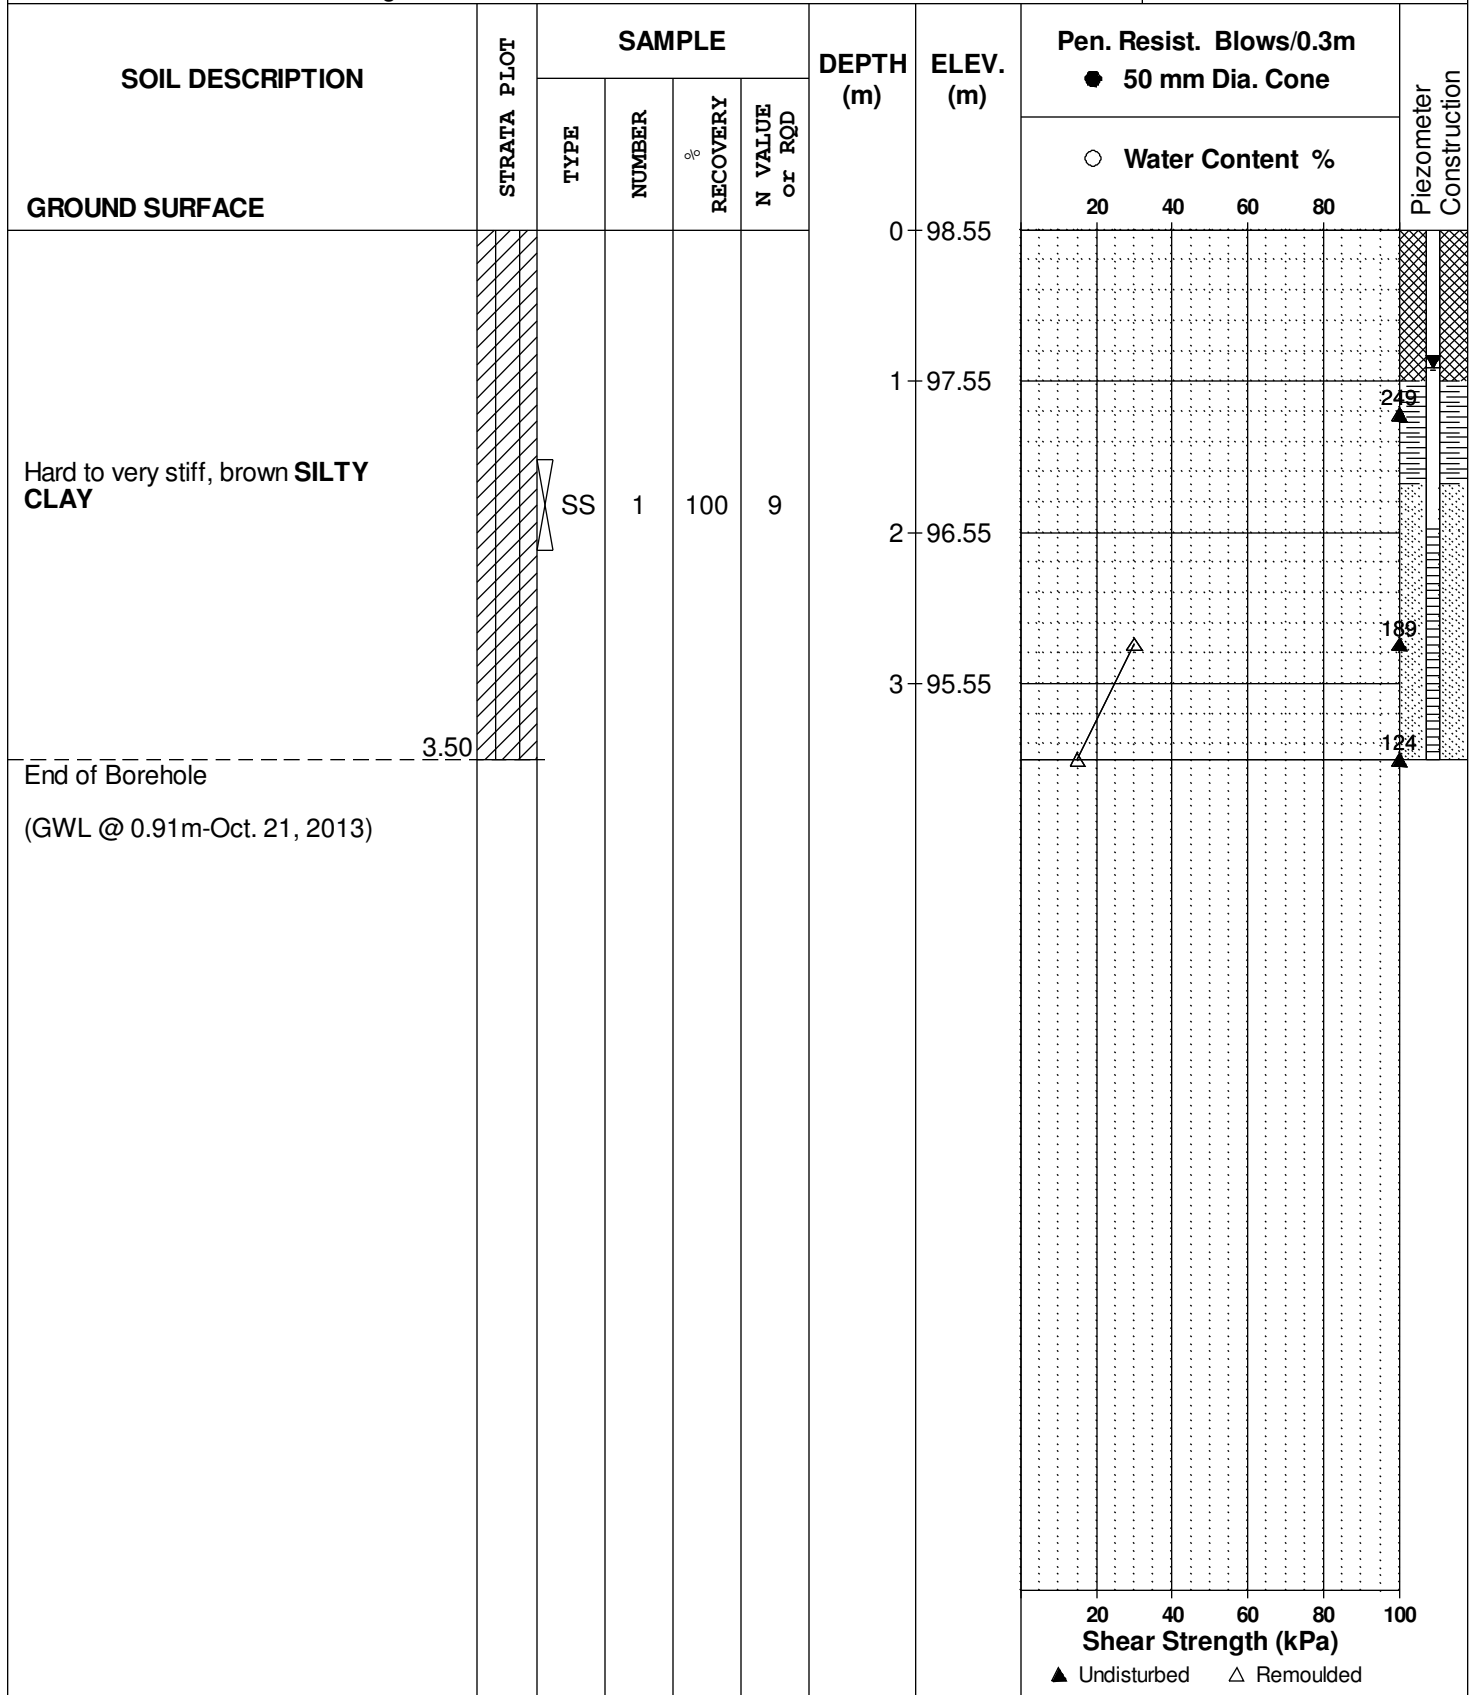 SOIL DESCRIPTION
GROUND SURFACE
STRATA PLOT
SAMPLE
TYPE
NUMBER
% RECOVERY
N VALUE or RQD
DEPTH (m)
ELEV. (m)
Pen. Resist. Blows/0.3m
● 50 mm Dia. Cone
○ Water Content %
20 40 60 80
Piezometer Construction
0 98.55
1 97.55
249
Hard to very stiff, brown SILTY
CLAY
SS 1 100 9
2 96.55
189
3 95.55
3.50
124
End of Borehole
(GWL @ 0.91m-Oct. 21, 2013)
20 40 60 80 100
Shear Strength (kPa)
▲ Undisturbed △ Remoulded